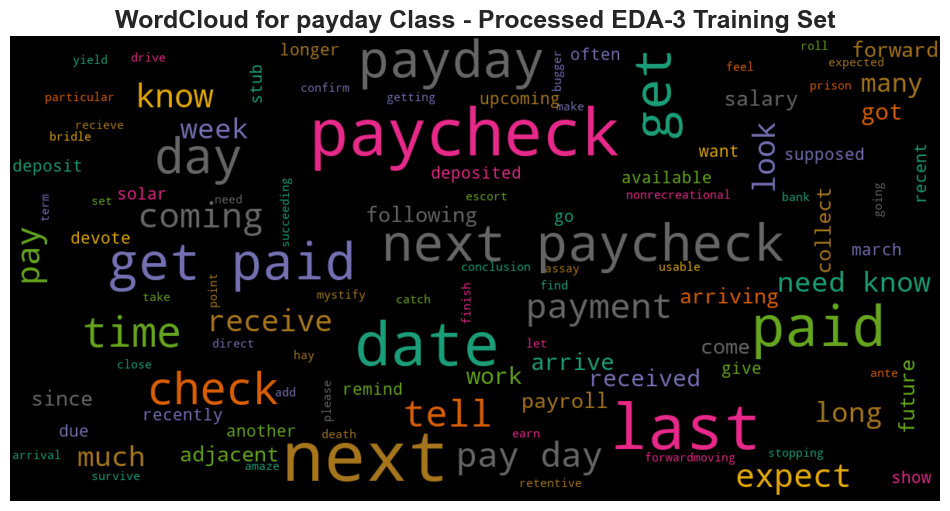 WordCloud for payday Class - Processed EDA-3 Training Set
yield
drive
longer
payday
bugger
often
get
roll
forward
expected
particular
know
stub
confirm
getting
upcoming
make
feel
salary
prison
many
got
recieve
bridle
week
paycheck
look
want
supposed
deposit
day
deposited
available
recent
term
set
solar
need
succeeding
escort
nonrecreational
bank
going
coming
following
go
collect
pay
devote
get paid
next paycheck
march
conclusion
assay
usable
need know
take
point
mystify
catch
finish
find
payment
arriving
time
receive
date
paid
close
direct
hay
let
arrive
come
since
check
add
please
remind
work
received
give
ante
future
recently
tell
payroll
last
long
due
another
death
earn
arrival
much
adjacent
next
pay day
forwardmoving
stopping
survive
amaze
retentive
expect
show